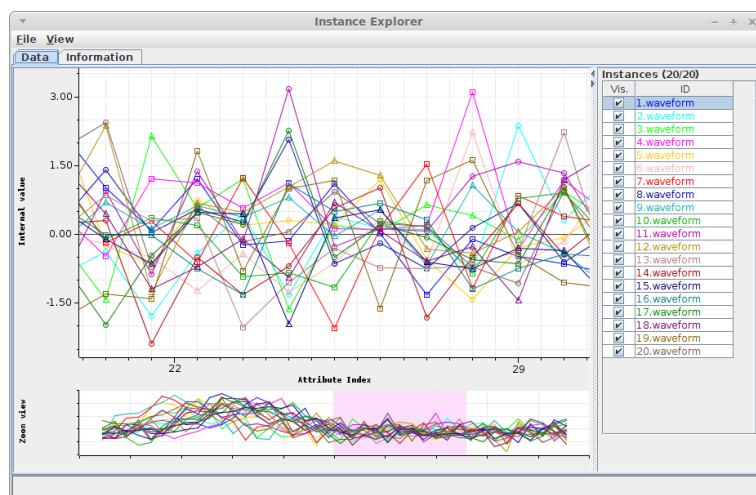 Instance Explorer
File View
Data Information
Instances (20/20)
Vis. ID
1.waveform
2.waveform
3.waveform
4.waveform
5.waveform
6.waveform
7.waveform
8.waveform
9.waveform
10.waveform
11.waveform
12.waveform
13.waveform
14.waveform
15.waveform
16.waveform
17.waveform
18.waveform
19.waveform
20.waveform
Internal value
3.00
1.50
0.00
-1.50
22 29
Attribute Index
Zoom view